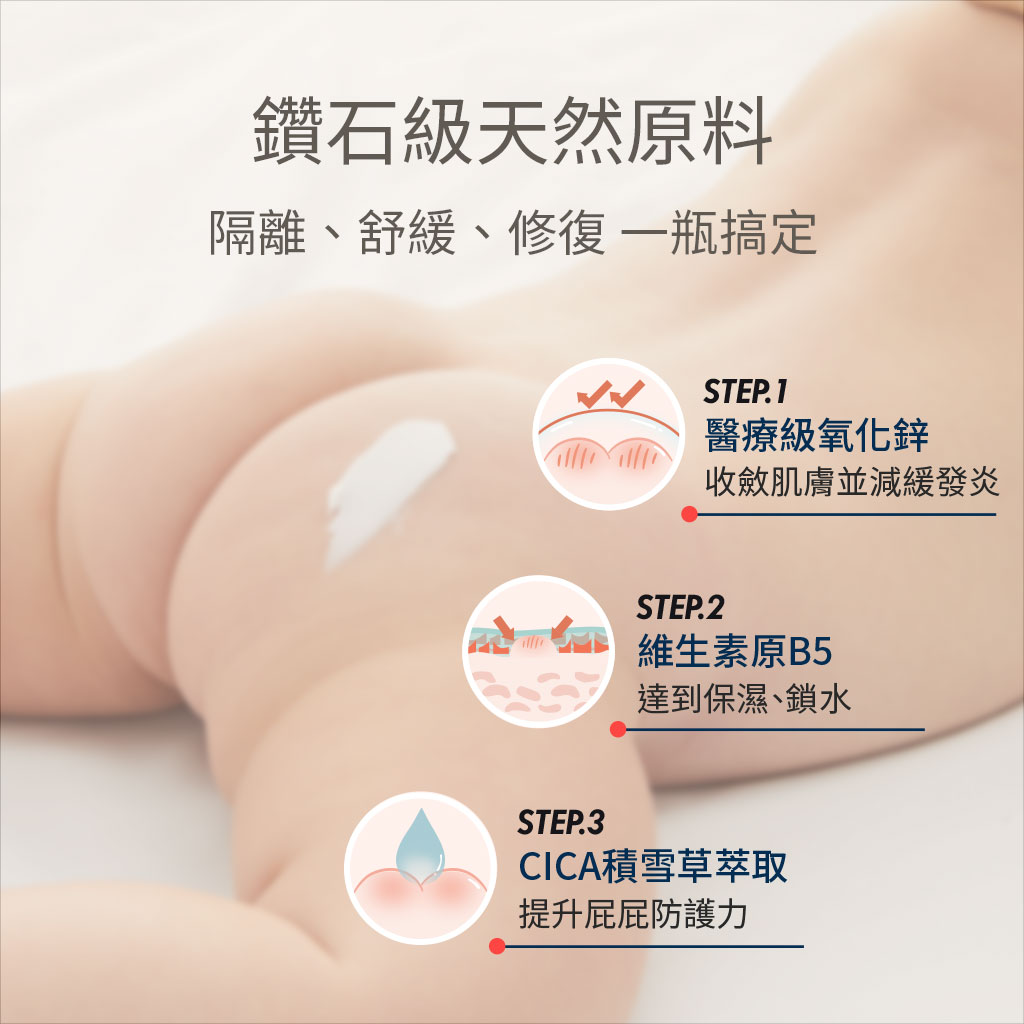 鑽石級天然原料
隔離、舒緩、修復 一瓶搞定
STEP.1
醫療級氧化鋅
收斂肌膚並減緩發炎
STEP.2
維生素原B5
達到保濕、鎖水
STEP.3
CICA積雪草萃取
提升屁屁防護力